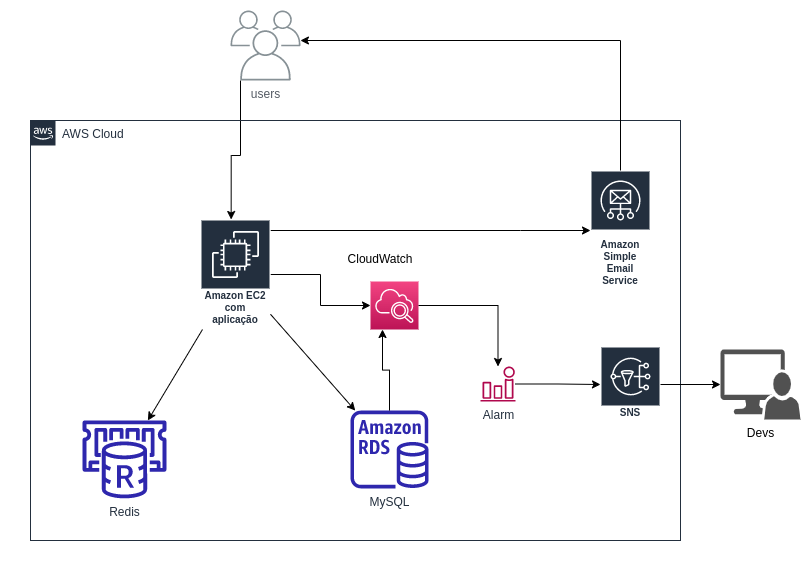 users
aws
AWS Cloud
Amazon
Simple
Email
Service
CloudWatch
Amazon EC2
com
aplicação
Alarm
SNS
Devs
Amazon
RDS
MySQL
R
Redis